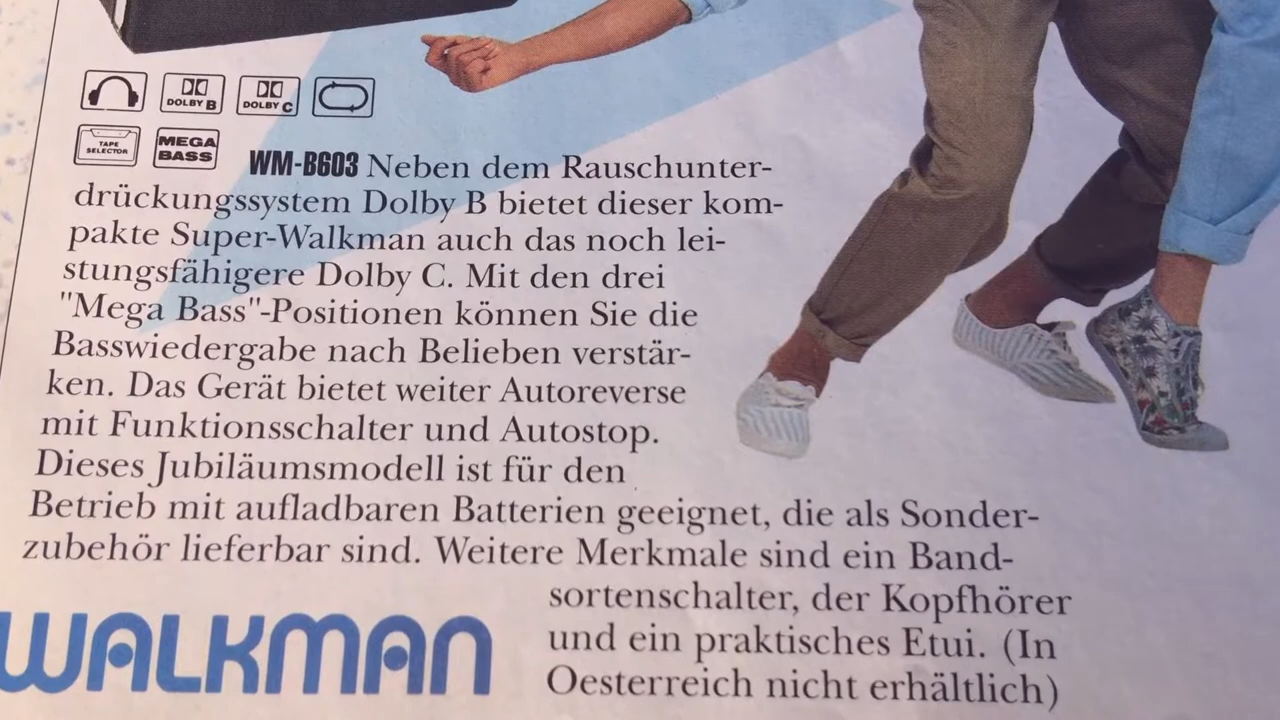 DOLBY B
DOLBY C
TAPE
SELECTOR
MEGA
BASS
WM-B603 Neben dem Rauschunter-
drückungssystem Dolby B bietet dieser kom-
pakte Super-Walkman auch das noch lei-
stungsfähigere Dolby C. Mit den drei
"Mega Bass"-Positionen können Sie die
Basswiedergabe nach Belieben verstär-
ken. Das Gerät bietet weiter Autoreverse
mit Funktionsschalter und Autostop.
Dieses Jubiläumsmodell ist für den
Betrieb mit aufladbaren Batterien geeignet, die als Sonder-
zubehör lieferbar sind. Weitere Merkmale sind ein Band-
sortenschalter, der Kopfhörer
und ein praktisches Etui. (In
Oesterreich nicht erhältlich)
WALKMAN